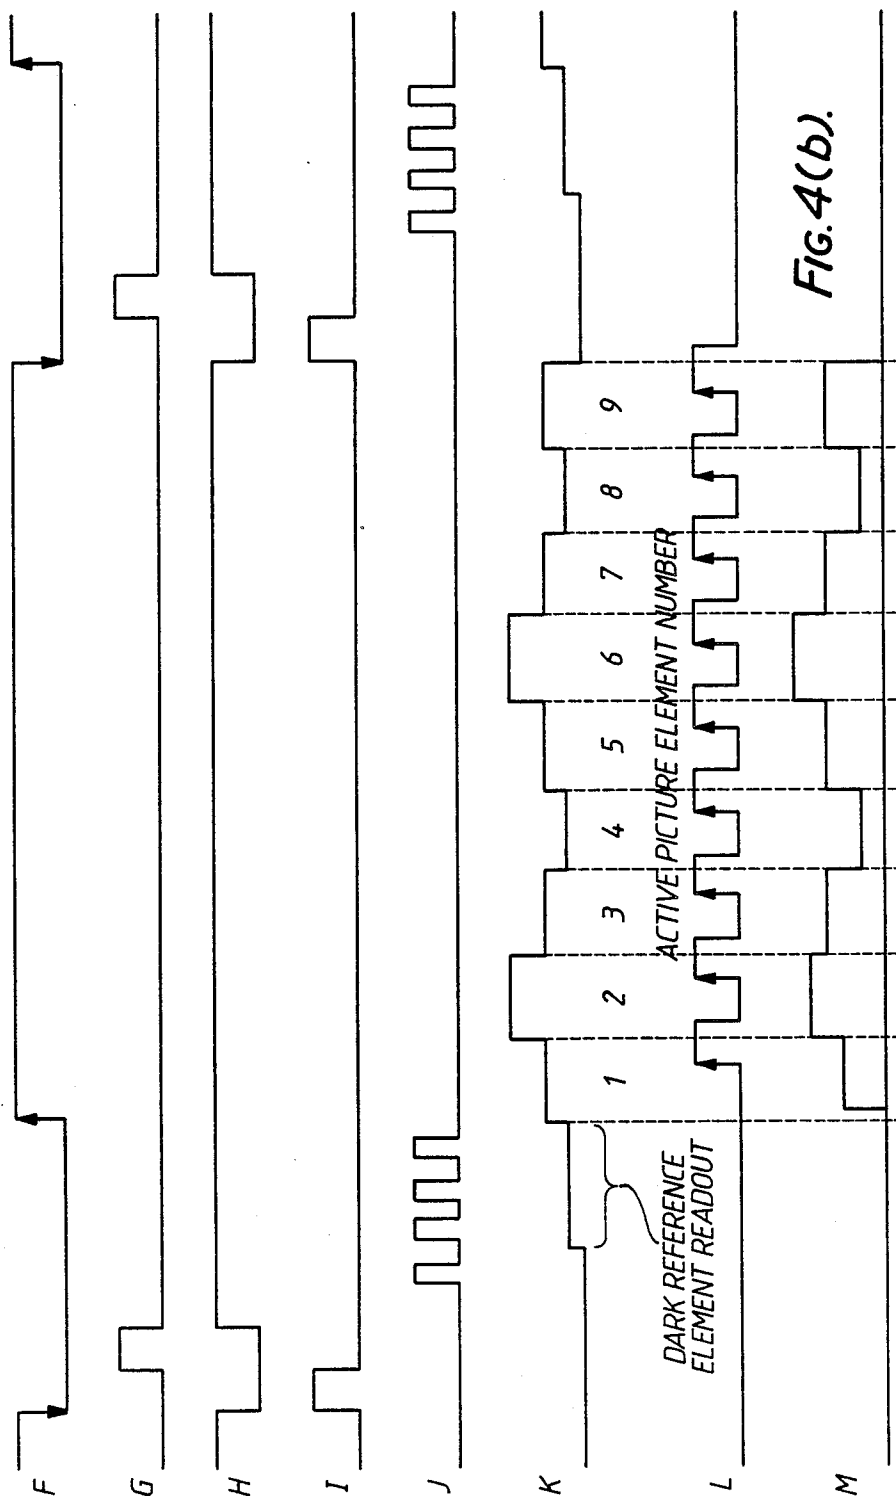 F
G
H
I
J
K
L
M
DARK REFERENCE
ELEMENT READOUT
1 2 3 4 5 6 7 8 9
ACTIVE PICTURE ELEMENT NUMBER
FIG.4(b).